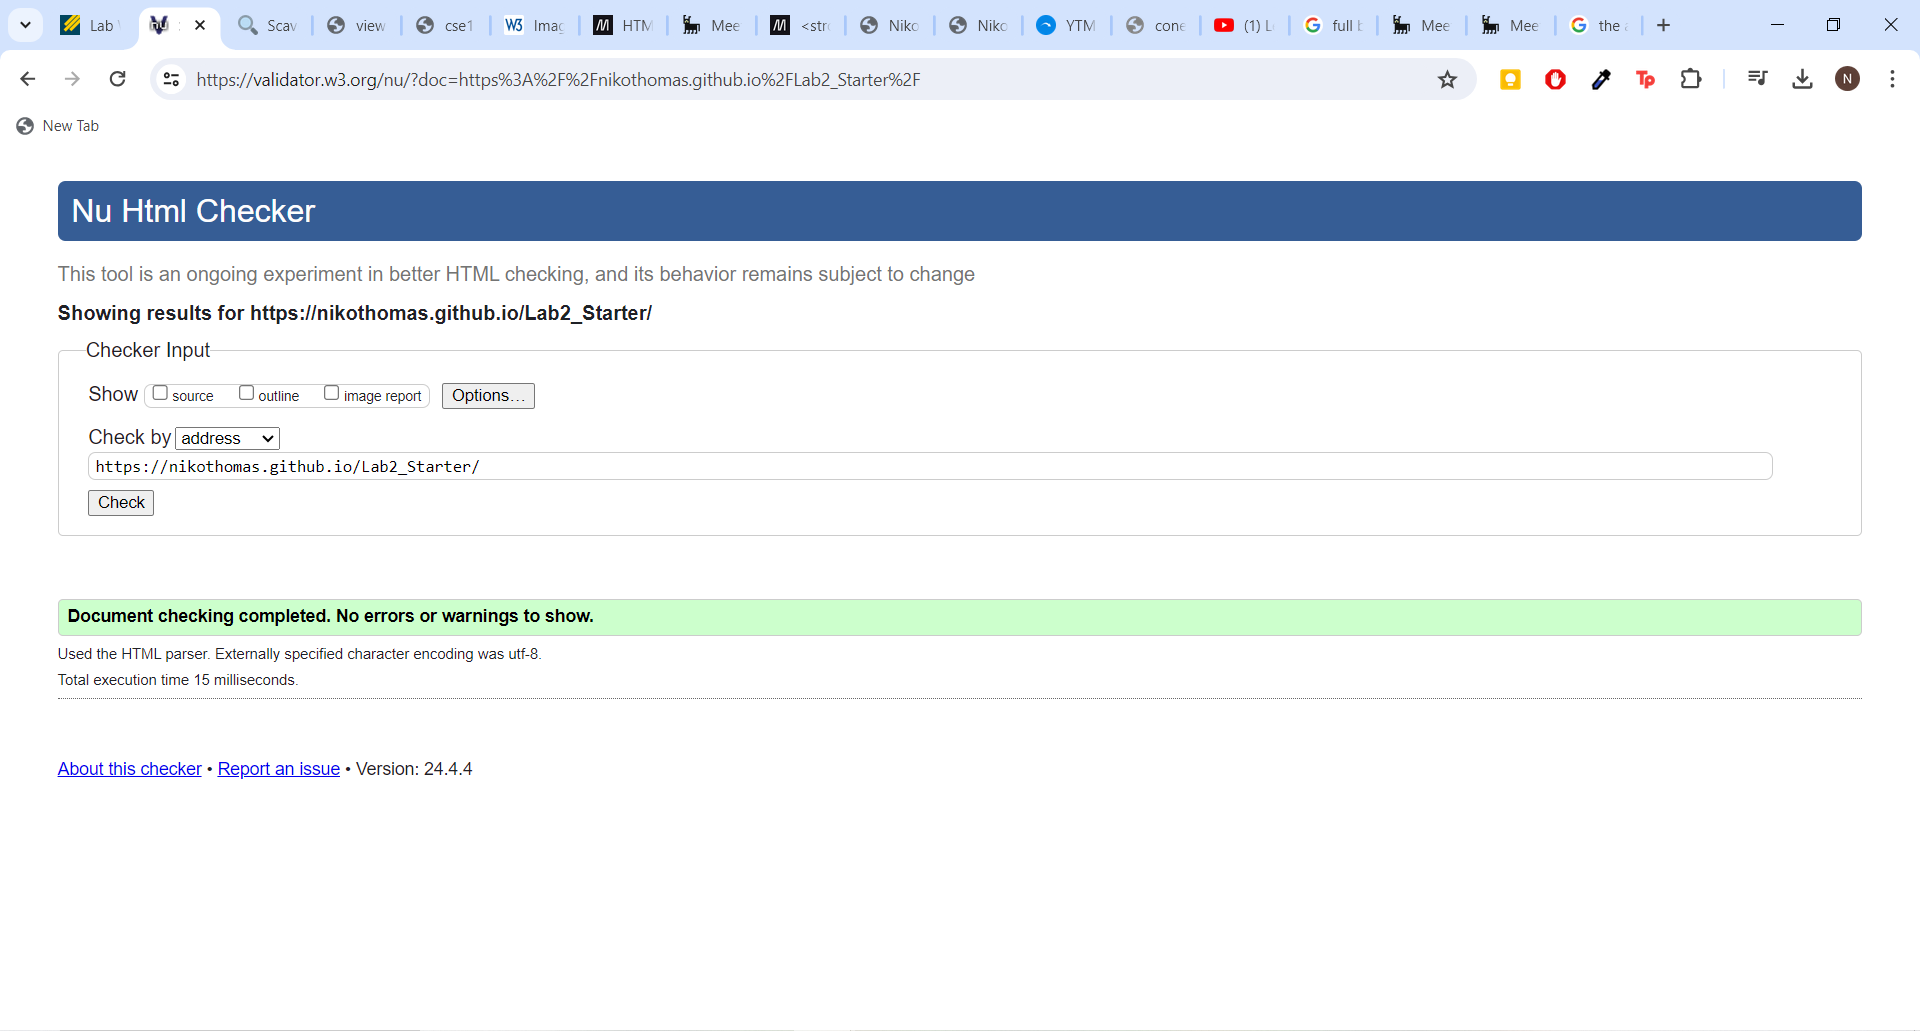 Lab
Scav
view
cse1
W3 Imag
M HTM
Mee
M <stro
Niko
Niko
YTM
cone
(1) L
full b
Mee
Mee
the a
https://validator.w3.org/nu/?doc=https%3A%2F%2Fnikothomas.github.io%2FLab2_Starter%2F
Tp
N
New Tab
Nu Html Checker
This tool is an ongoing experiment in better HTML checking, and its behavior remains subject to change
Showing results for https://nikothomas.github.io/Lab2_Starter/
Checker Input
Show source outline image report Options...
Check by address
https://nikothomas.github.io/Lab2_Starter/
Check
Document checking completed. No errors or warnings to show.
Used the HTML parser. Externally specified character encoding was utf-8.
Total execution time 15 milliseconds.
About this checker • Report an issue • Version: 24.4.4